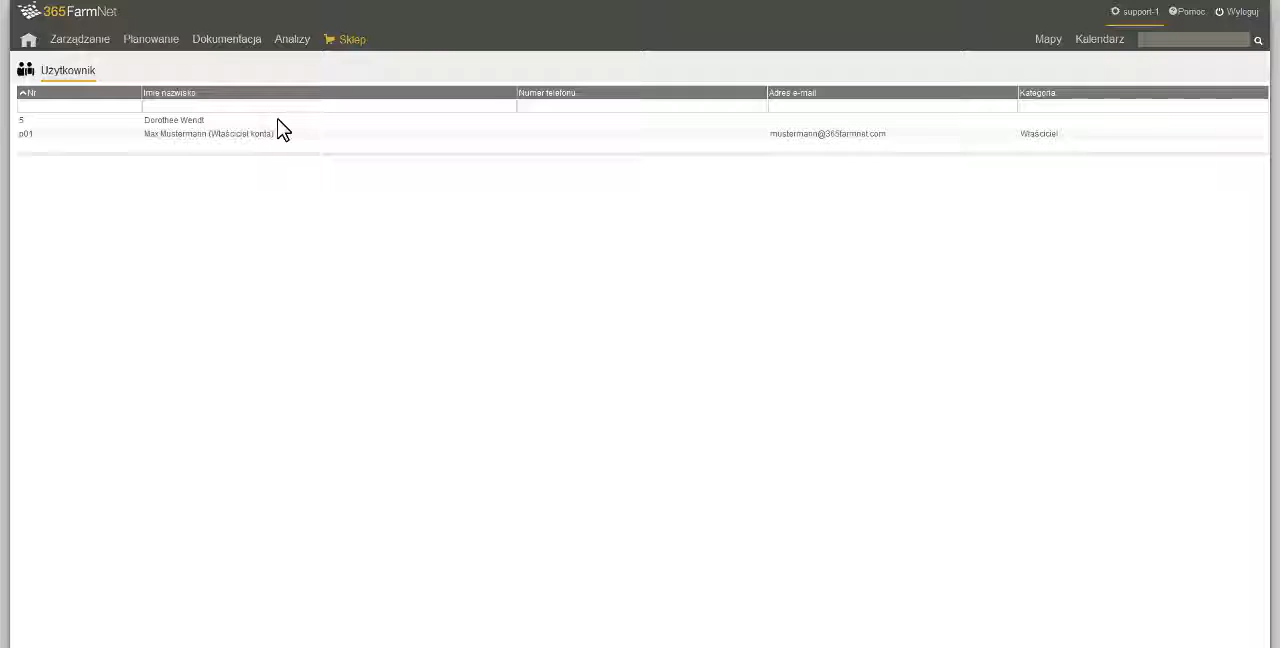 365FarmNet support-1 Pomoc Wyloguj
Zarządzanie Planowanie Dokumentacja Analizy Sklep Mapy Kalendarz
Użytkownik
Nr Imię nazwisko Numer telefonu Adres e-mail Kategoria
5 Dorothee Wendt
p01 Max Mustermann (Właściciel konta) mustermann@365farmnet.com Właściciel